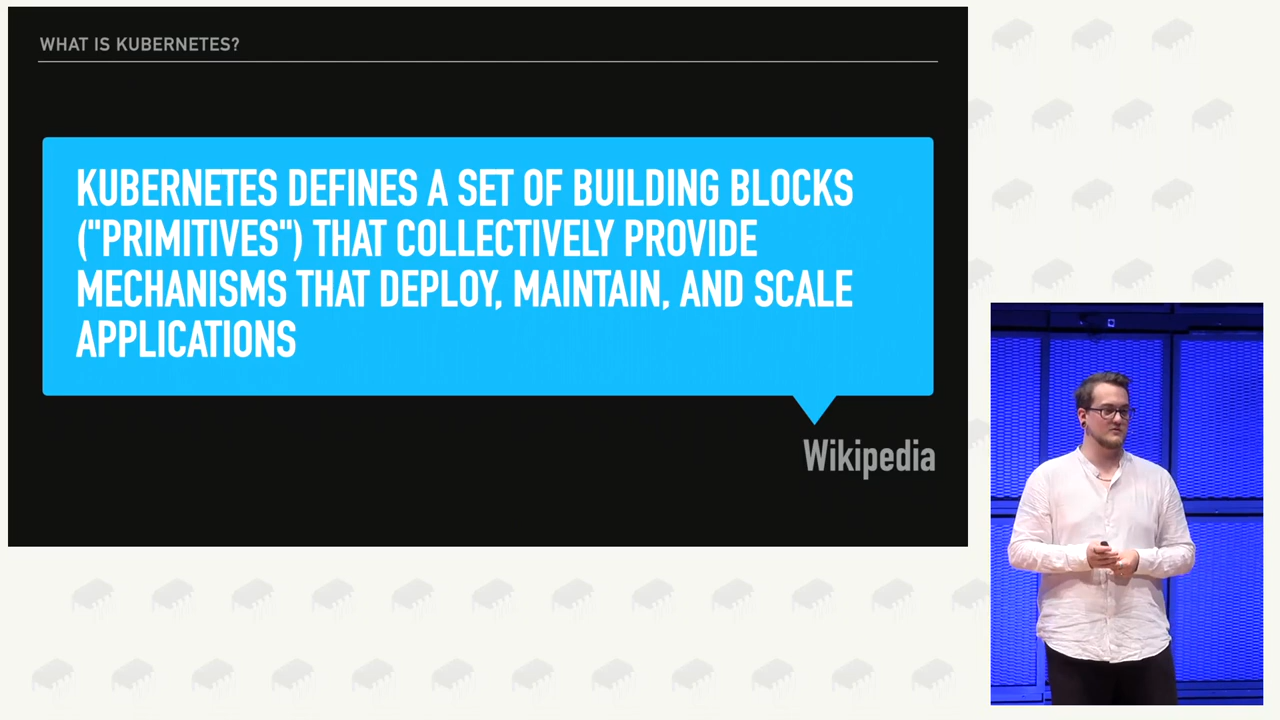 WHAT IS KUBERNETES?
KUBERNETES DEFINES A SET OF BUILDING BLOCKS
("PRIMITIVES") THAT COLLECTIVELY PROVIDE
MECHANISMS THAT DEPLOY, MAINTAIN, AND SCALE
APPLICATIONS
Wikipedia